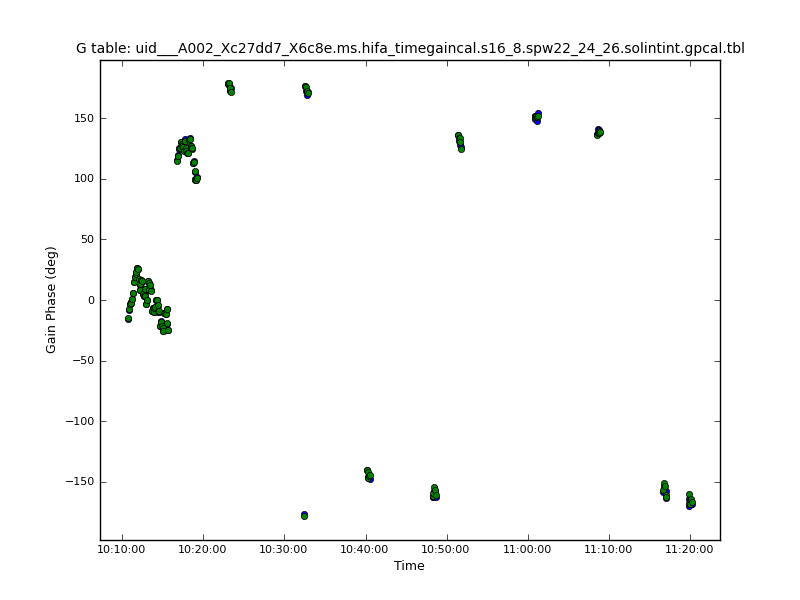 G table: uid___A002_Xc27dd7_X6c8e.ms.hifa_timegaincal.s16_8.spw22_24_26.solintint.gpcal.tbl
150
100
50
0
−50
−100
−150
Gain Phase (deg)
10:10:00 10:20:00 10:30:00 10:40:00 10:50:00 11:00:00 11:10:00 11:20:00
Time